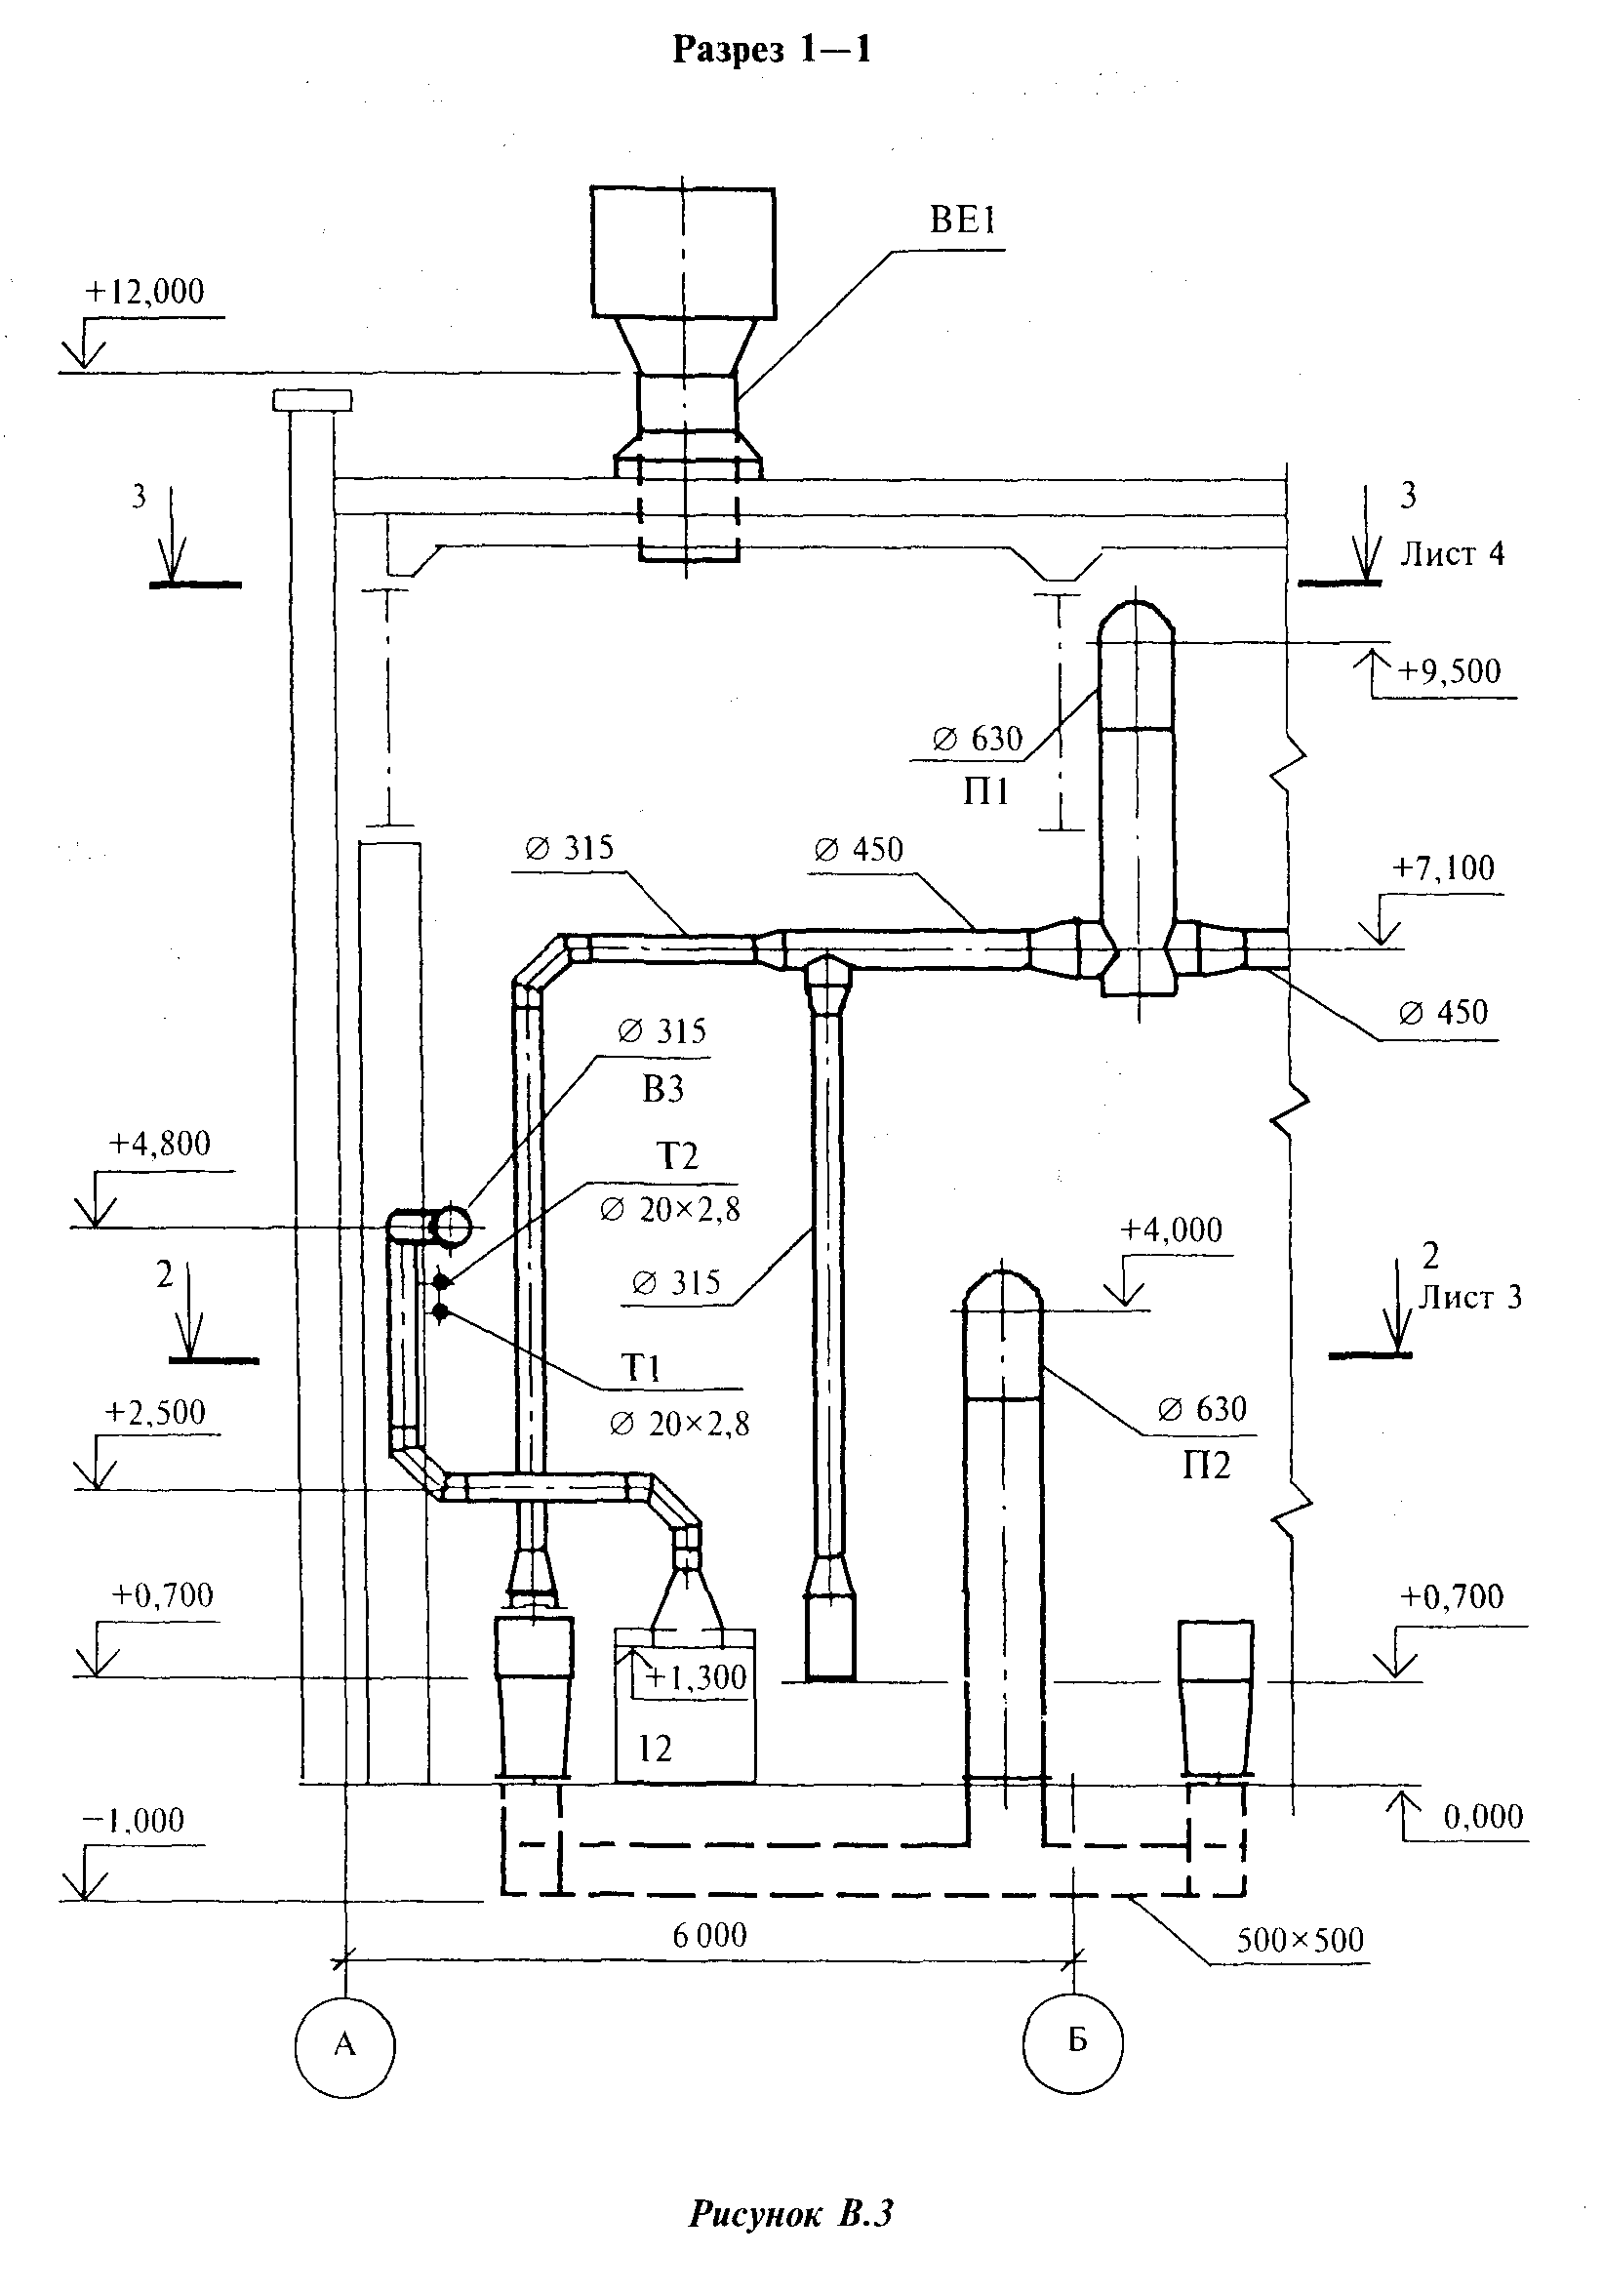 Разрез 1—1
ВЕ1
+12,000
3
3
Лист 4
+9,500
∅ 630
П1
∅ 315
∅ 450
+7,100
∅ 450
∅ 315
В3
+4,800
Т2
∅ 20×2,8
+4,000
2
∅ 315
2
Лист 3
Т1
∅ 20×2,8
+2,500
∅ 630
П2
+0,700
+0,700
+1,300
12
−1,000
0,000
6 000
500×500
А
Б
Рисунок В.3